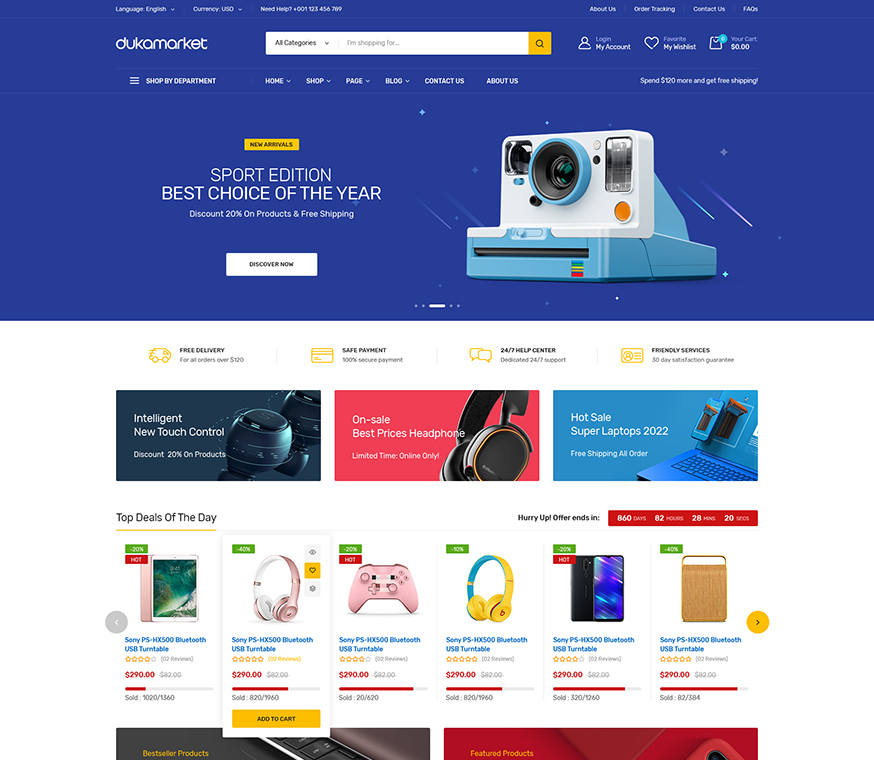 Language: English
Currency: USD
Need Help? +001 123 456 789
About Us
Order Tracking
Contact Us
FAQs
dukamarket
All Categories
I'm shopping for...
Login
My Account
Favorite
My Wishlist
0
Your Cart:
$0.00
SHOP BY DEPARTMENT
HOME
SHOP
PAGE
BLOG
CONTACT US
ABOUT US
Spend $120 more and get free shipping!
NEW ARRIVALS
SPORT EDITION
BEST CHOICE OF THE YEAR
Discount 20% On Products & Free Shipping
DISCOVER NOW
FREE DELIVERY
For all orders over $120
SAFE PAYMENT
100% secure payment
24/7 HELP CENTER
Dedicated 24/7 support
FRIENDLY SERVICES
30 day satisfaction guarantee
Intelligent
New Touch Control
Discount 20% On Products
On-sale
Best Prices Headphone
Limited Time: Online Only!
Hot Sale
Super Laptops 2022
Free Shipping All Order
Top Deals Of The Day
Hurry Up! Offer ends in:
860 DAYS 82 HOURS 28 MINS 20 SECS
-20%
HOT
Sony PS-HX500 Bluetooth
USB Turntable
(02 Reviews)
$290.00 $82.00
Sold : 1020/1360
-40%
Sony PS-HX500 Bluetooth
USB Turntable
(02 Reviews)
$290.00 $82.00
Sold : 820/1960
ADD TO CART
-20%
HOT
Sony PS-HX500 Bluetooth
USB Turntable
(02 Reviews)
$290.00 $82.00
Sold : 20/620
-10%
Sony PS-HX500 Bluetooth
USB Turntable
(02 Reviews)
$290.00 $82.00
Sold : 820/1960
-20%
HOT
Sony PS-HX500 Bluetooth
USB Turntable
(02 Reviews)
$290.00 $82.00
Sold : 320/1260
-40%
Sony PS-HX500 Bluetooth
USB Turntable
(02 Reviews)
$290.00 $82.00
Sold : 82/384
Bestseller Products
Featured Products